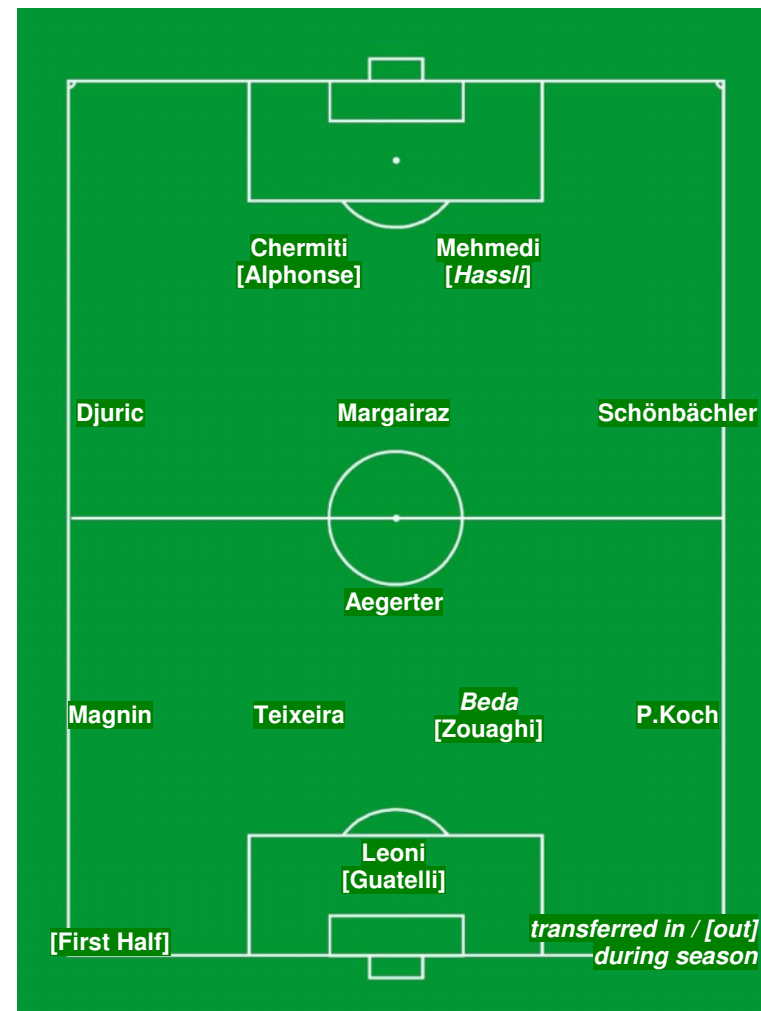 Chermiti
[Alphonse]
Mehmedi
[Hassli]
Djuric
Margairaz
Schönbächler
Aegerter
Magnin
Teixeira
Beda
[Zouaghi]
P.Koch
Leoni
[Guatelli]
[First Half]
transferred in / [out]
during season